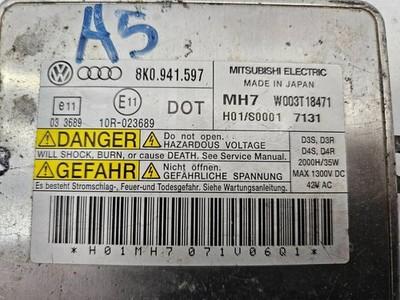 A5
8K0.941.597
MITSUBISHI ELECTRIC
MADE IN JAPAN
MH7 W003T18471
H01/S0001 7131
e11
03 3689
E11
10R-023689
DOT
DANGER
Do not open.
HAZARDOUS VOLTAGE
WILL SHOCK, BURN, or cause DEATH. See Service Manual.
GEFAHR
Nicht öffnen.
GEFÄHRLICHE SPANNUNG
Es besteht Stromschlag-, Feuer-und Todesgefahr. Siehe Handbuch.
D3S, D3R
D4S, D4R
2000H/35W
MAX 1300V DC
42V AC
*H01MH7 071V06Q1*